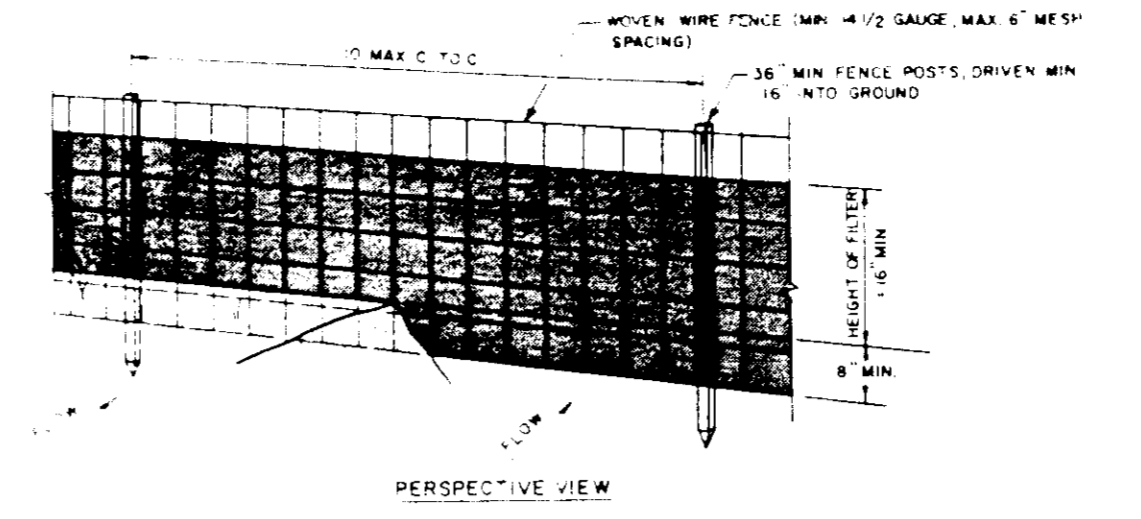 WOVEN WIRE FENCE (MIN 14 1/2 GAUGE, MAX. 6" MESH
SPACING)
10 MAX C TO C
36" MIN FENCE POSTS, DRIVEN MIN
16" INTO GROUND
HEIGHT OF FILTER
=16" MIN
8" MIN.
FLOW
FLOW
PERSPECTIVE VIEW